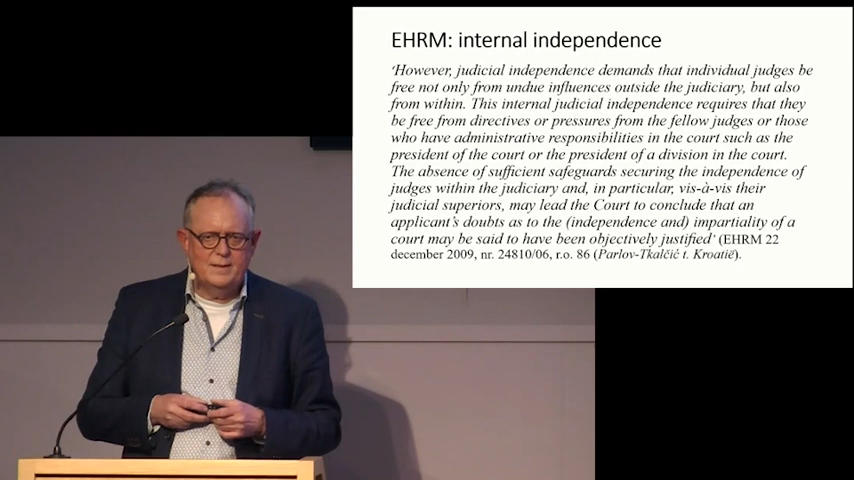 EHRM: internal independence
'However, judicial independence demands that individual judges be
free not only from undue influences outside the judiciary, but also
from within. This internal judicial independence requires that they
be free from directives or pressures from the fellow judges or those
who have administrative responsibilities in the court such as the
president of the court or the president of a division in the court.
The absence of sufficient safeguards securing the independence of
judges within the judiciary and, in particular, vis-à-vis their
judicial superiors, may lead the Court to conclude that an
applicant's doubts as to the (independence and) impartiality of a
court may be said to have been objectively justified' (EHRM 22
december 2009, nr. 24810/06, r.o. 86 (Parlov-Tkalčić t. Kroatië).